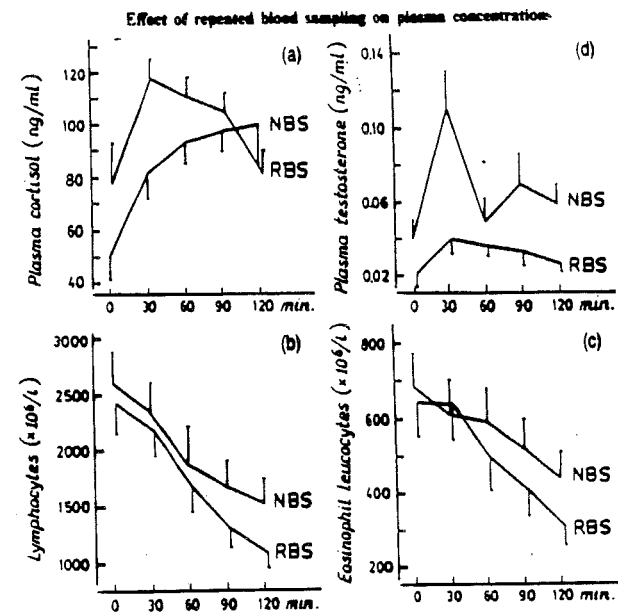 Effect of repeated blood sampling on plasma concentration
(a)
Plasma cortisol (ng/ml)
120
100
80
60
40
NBS
RBS
0 30 60 90 120 min.
(d)
Plasma testosterone (ng/ml)
0.14
0.10
0.06
0.02
NBS
RBS
0 30 60 90 120 min.
(b)
Lymphocytes (×10⁶/l)
3000
2500
2000
1500
1000
NBS
RBS
0 30 60 90 120 min.
(c)
Eosinophil leucocytes (×10⁶/l)
800
600
400
200
NBS
RBS
0 30 60 90 120 min.